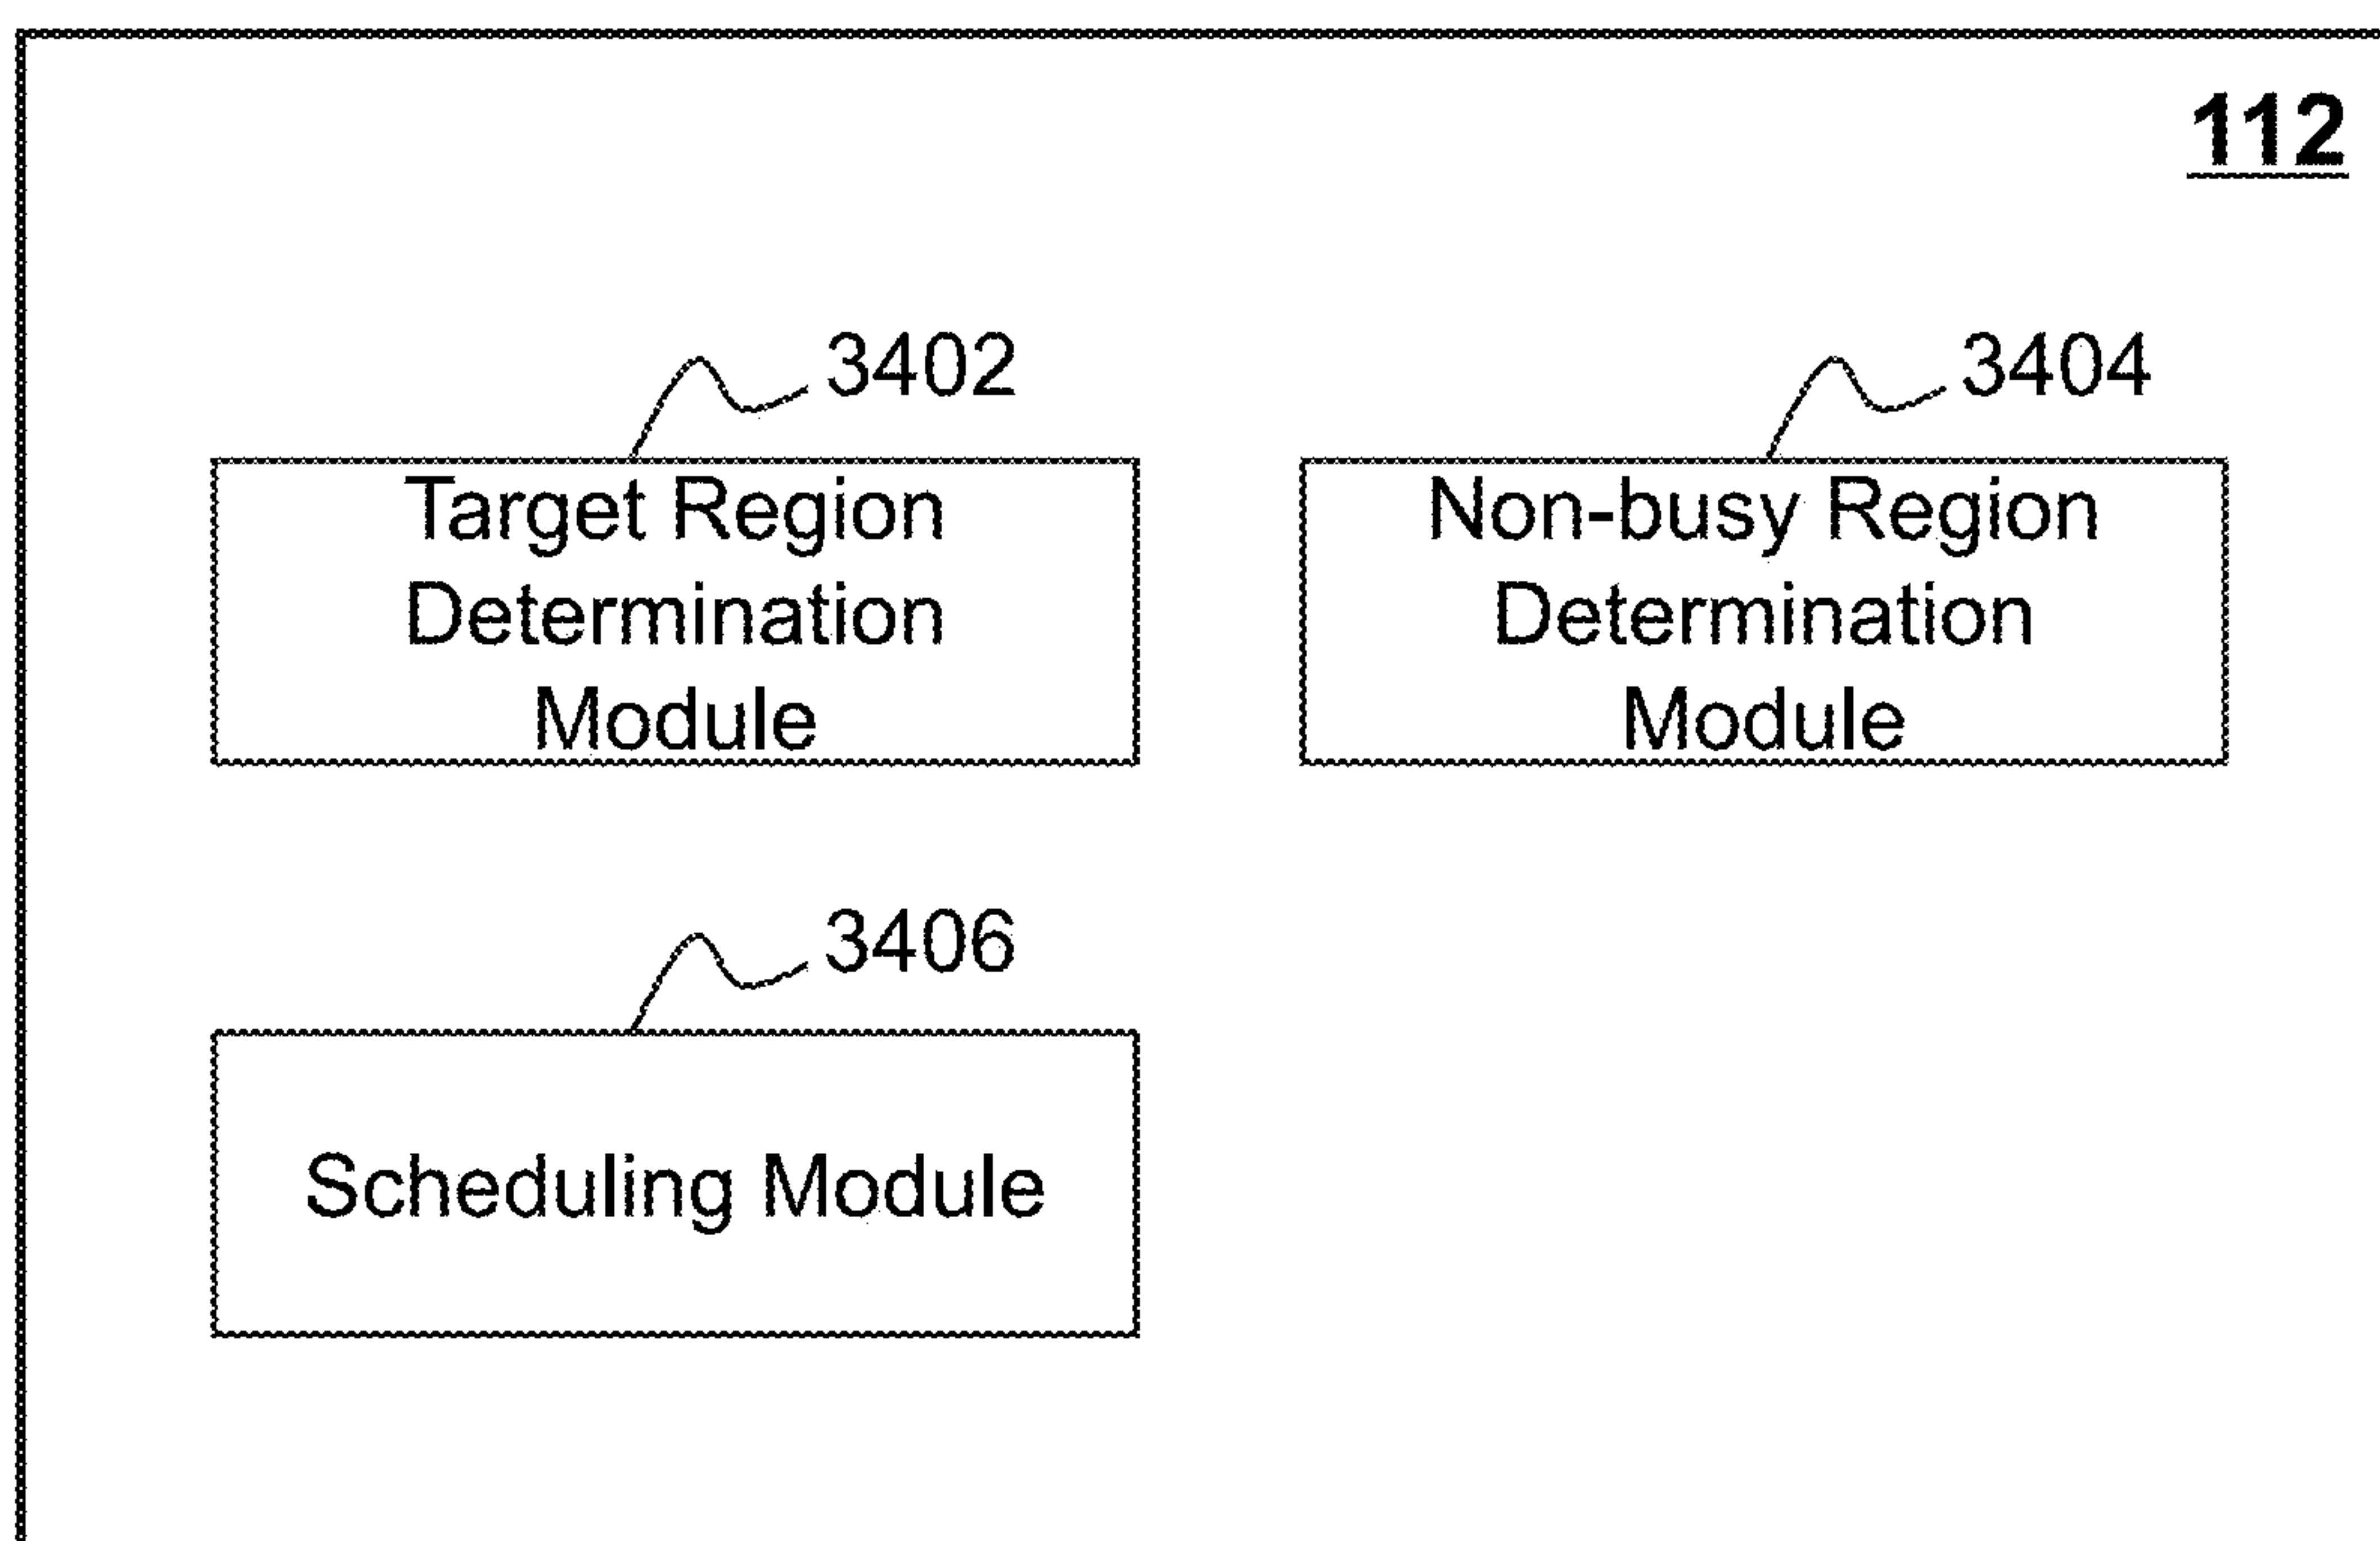 112
3402
3404
Target Region
Determination
Module
Non-busy Region
Determination
Module
3406
Scheduling Module